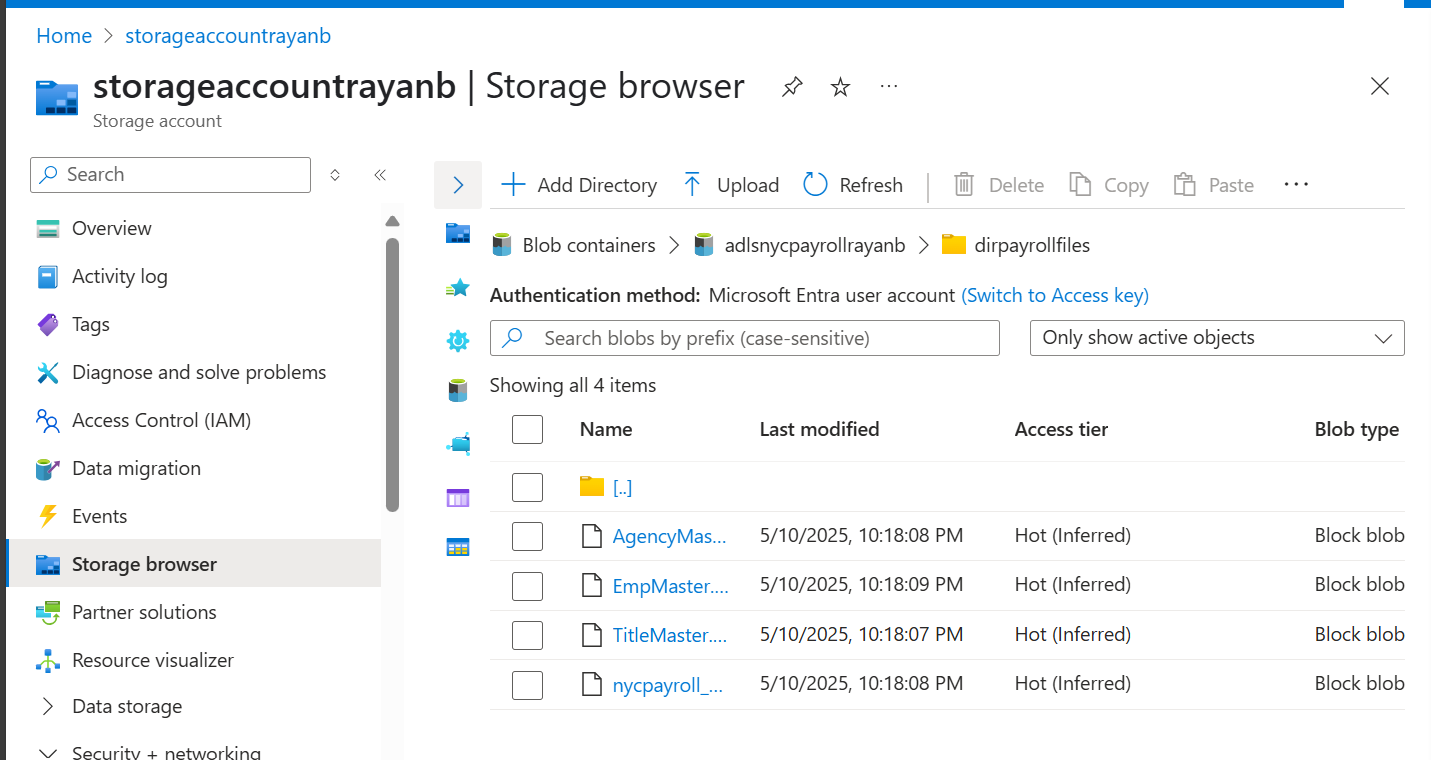 Home > storageaccountrayanb
storageaccountrayanb | Storage browser ...
Storage account
Search
Overview
Activity log
Tags
Diagnose and solve problems
Access Control (IAM)
Data migration
Events
Storage browser
Partner solutions
Resource visualizer
Data storage
Security + networking
Add Directory Upload Refresh Delete Copy Paste ...
Blob containers > adlsnycpayrollrayanb > dirpayrollfiles
Authentication method: Microsoft Entra user account (Switch to Access key)
Search blobs by prefix (case-sensitive) Only show active objects
Showing all 4 items
Name Last modified Access tier Blob type
[..]
AgencyMas... 5/10/2025, 10:18:08 PM Hot (Inferred) Block blob
EmpMaster.... 5/10/2025, 10:18:09 PM Hot (Inferred) Block blob
TitleMaster.... 5/10/2025, 10:18:07 PM Hot (Inferred) Block blob
nycpayroll_... 5/10/2025, 10:18:08 PM Hot (Inferred) Block blob